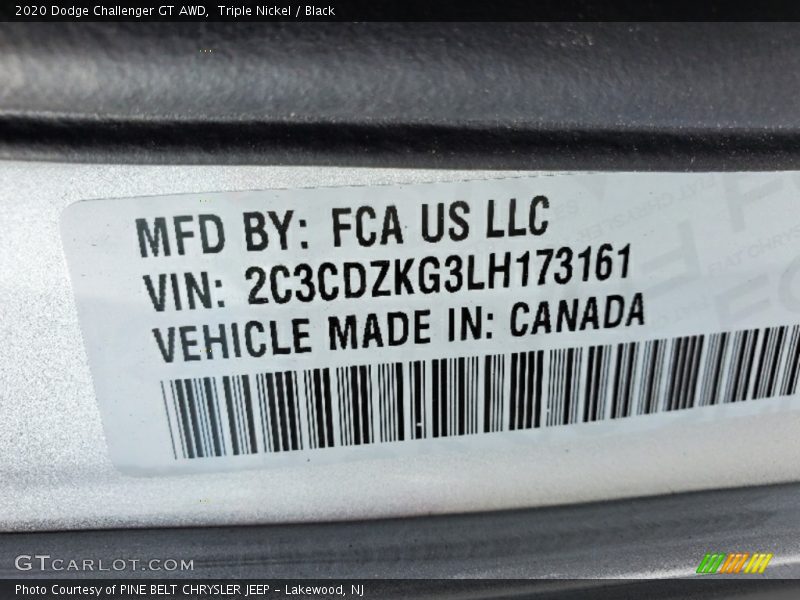 2020 Dodge Challenger GT AWD,  Triple Nickel / Black
MFD BY: FCA US LLC
VIN: 2C3CDZKG3LH173161
VEHICLE MADE IN: CANADA
GTCARLOT.COM
Photo Courtesy of PINE BELT CHRYSLER JEEP - Lakewood, NJ